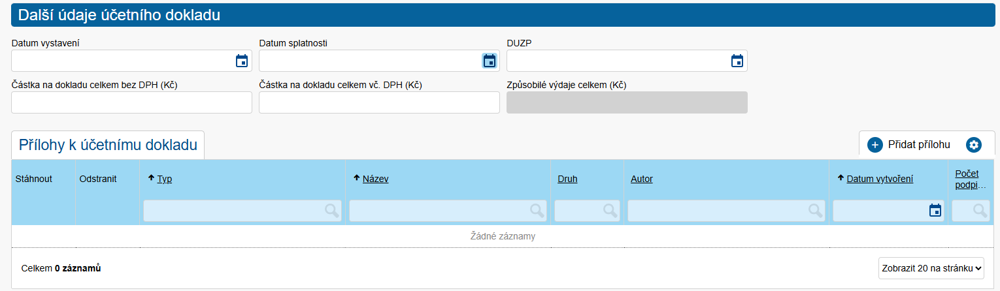 Další údaje účetního dokladu
Datum vystavení
Datum splatnosti
DUZP
Částka na dokladu celkem bez DPH (Kč)
Částka na dokladu celkem vč. DPH (Kč)
Způsobilé výdaje celkem (Kč)
Přílohy k účetnímu dokladu
Přidat přílohu
Stáhnout
Odstranit
Typ
Název
Druh
Autor
Datum vytvoření
Počet
podpi…
Žádné záznamy
Celkem 0 záznamů
Zobrazit 20 na stránku